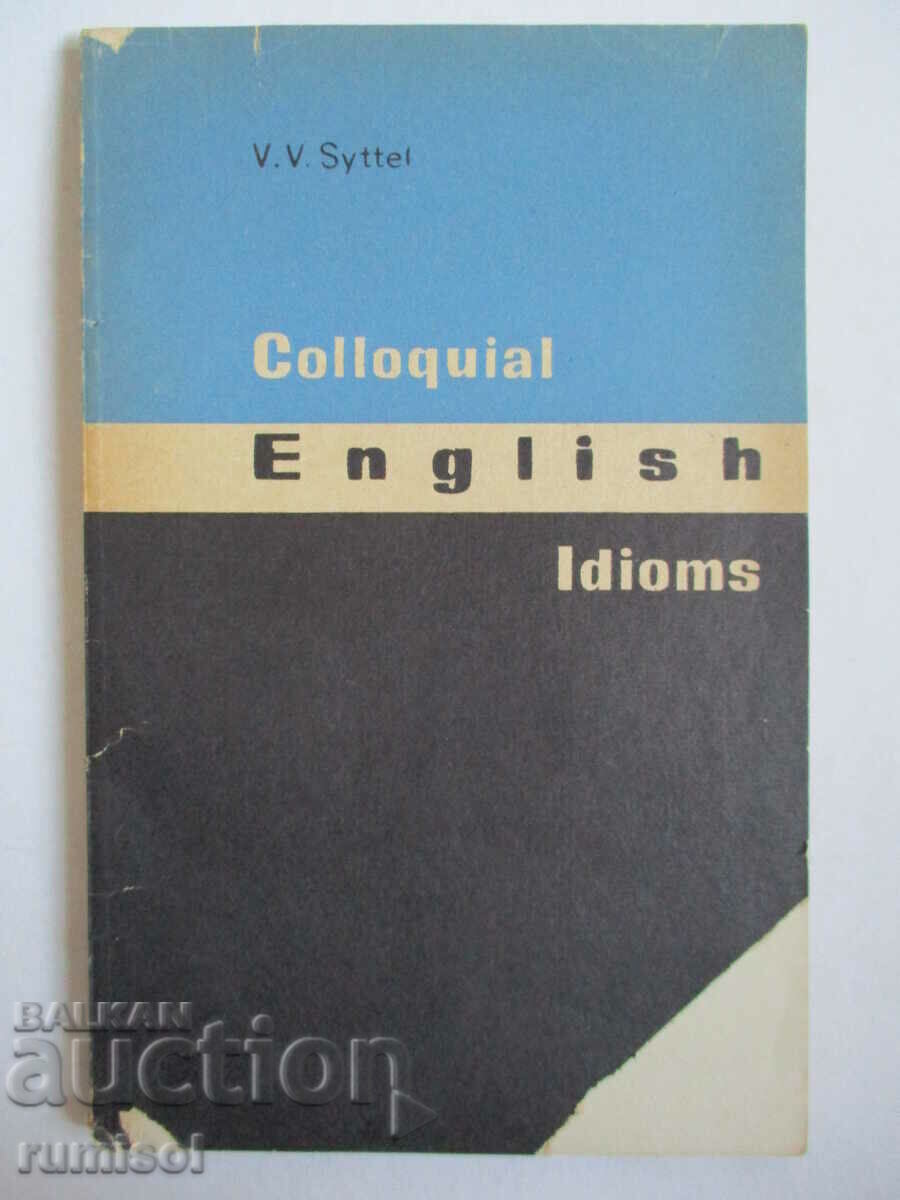 V.V. Syttel
Colloquial
English
Idioms
BALKAN
auction
rumisol